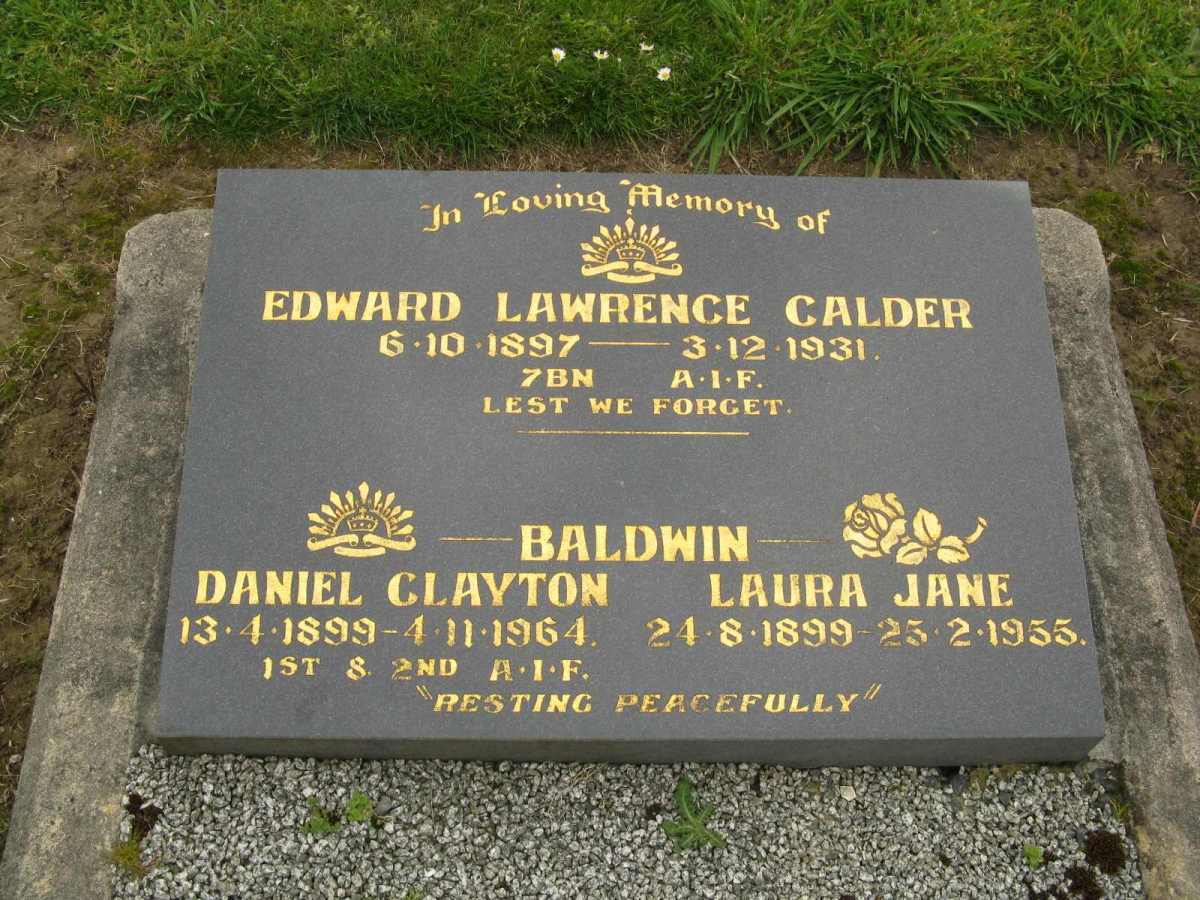 In Loving Memory of
EDWARD LAWRENCE CALDER
6·10·1897 — 3·12·1931.
7BN A·I·F.
LEST WE FORGET.
— BALDWIN —
DANIEL CLAYTON LAURA JANE
13·4·1899-4·11·1964. 24·8·1899-25·2·1955.
1ST & 2ND A·I·F.
"RESTING PEACEFULLY"